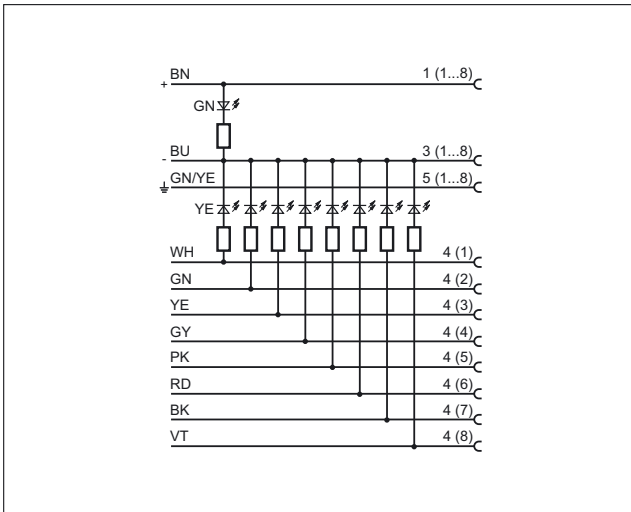 BN 1 (1...8)
+
GN
BU 3 (1...8)
-
GN/YE 5 (1...8)
YE
WH 4 (1)
GN 4 (2)
YE 4 (3)
GY 4 (4)
PK 4 (5)
RD 4 (6)
BK 4 (7)
VT 4 (8)